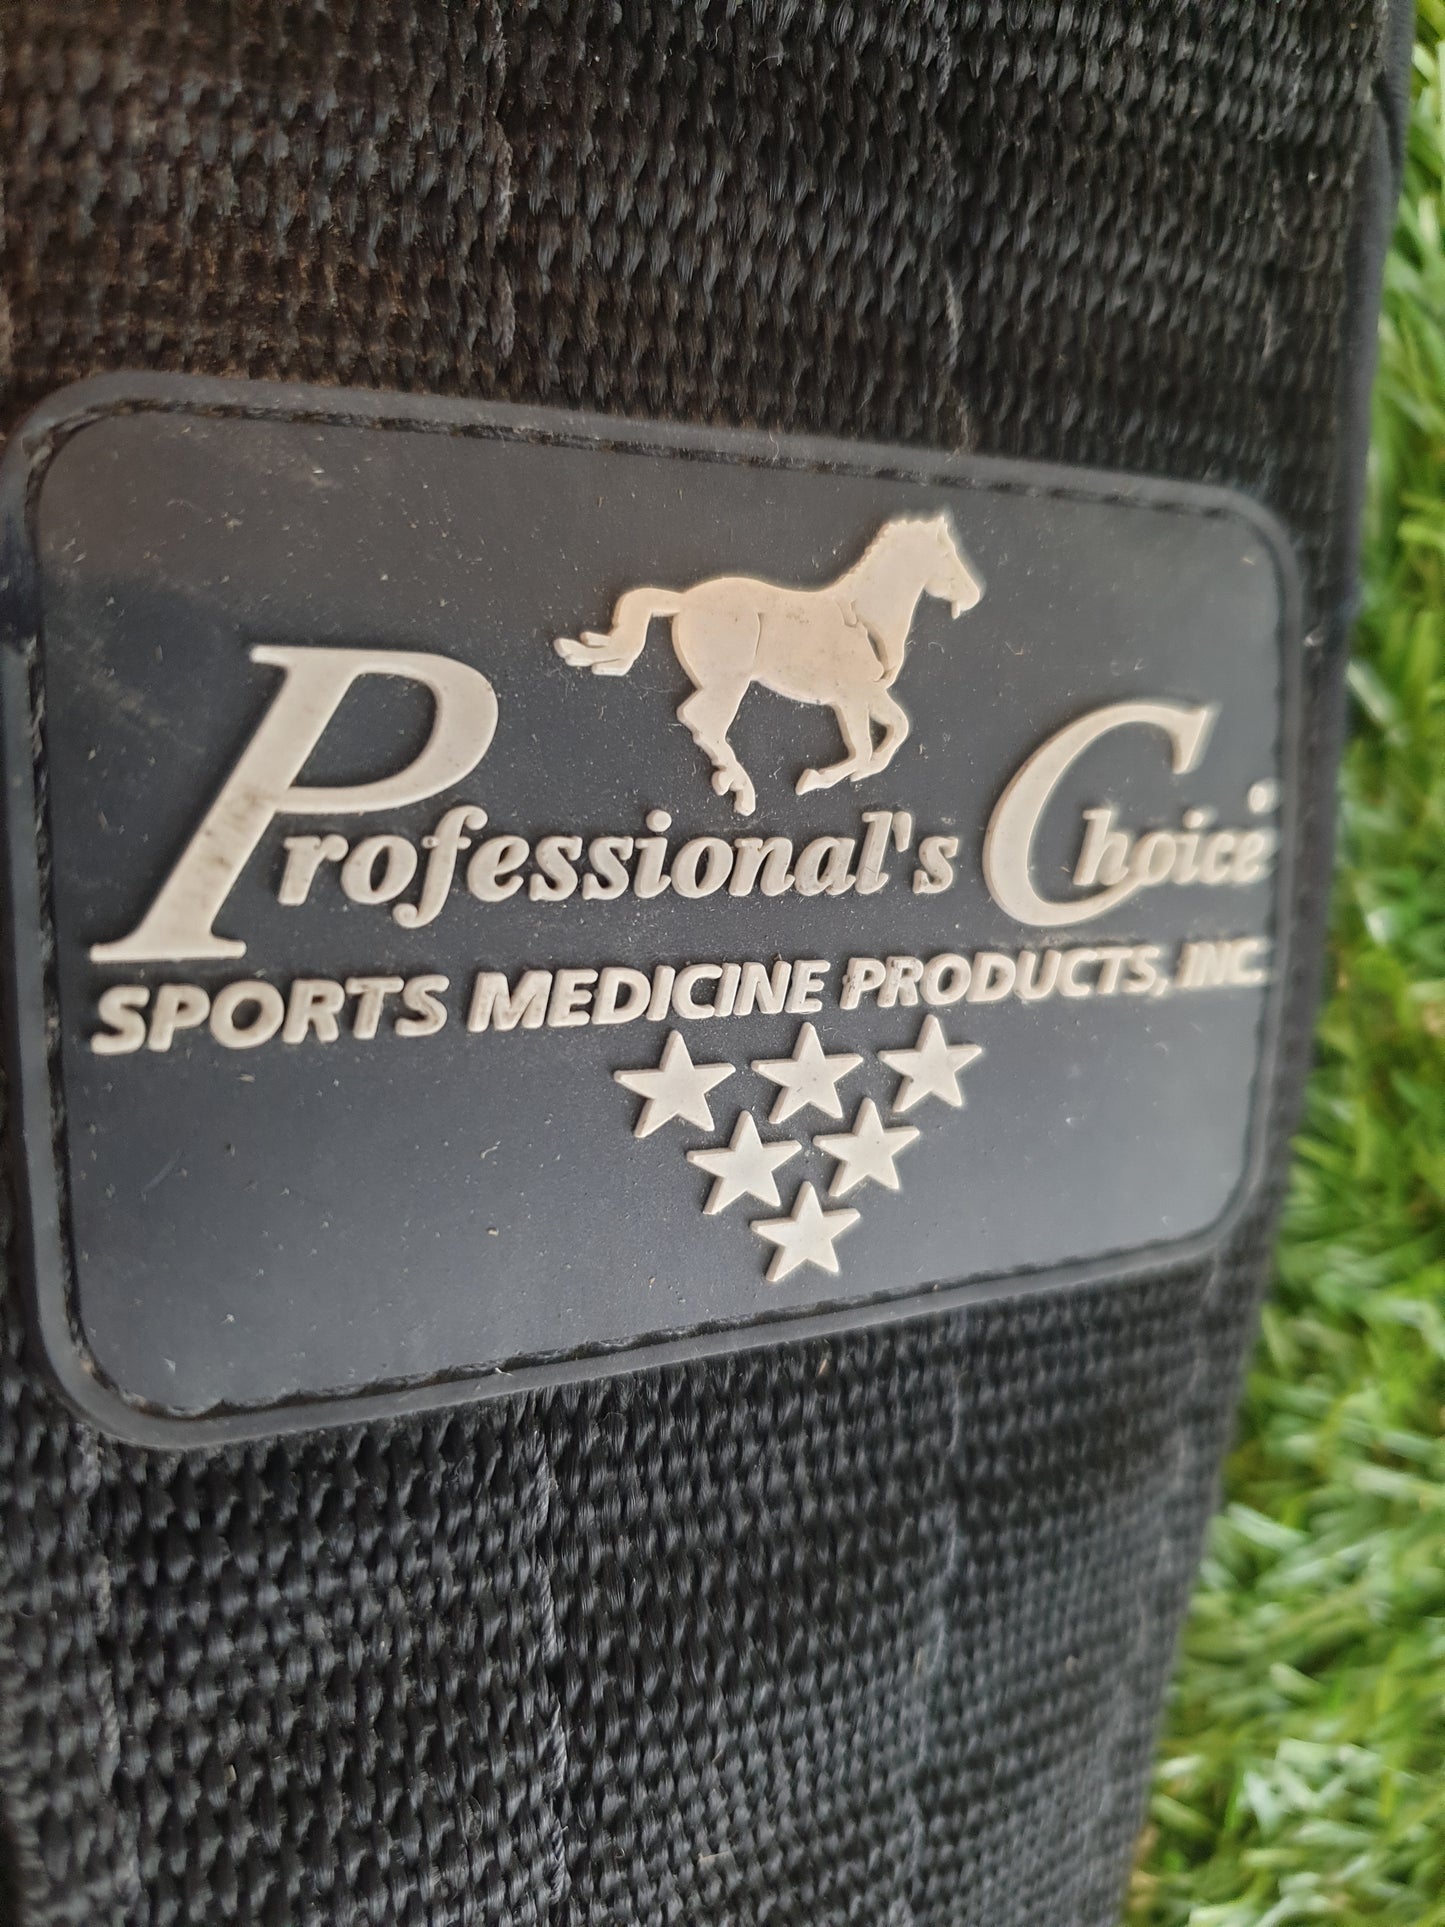 Professional's Choice®
SPORTS MEDICINE PRODUCTS, INC.